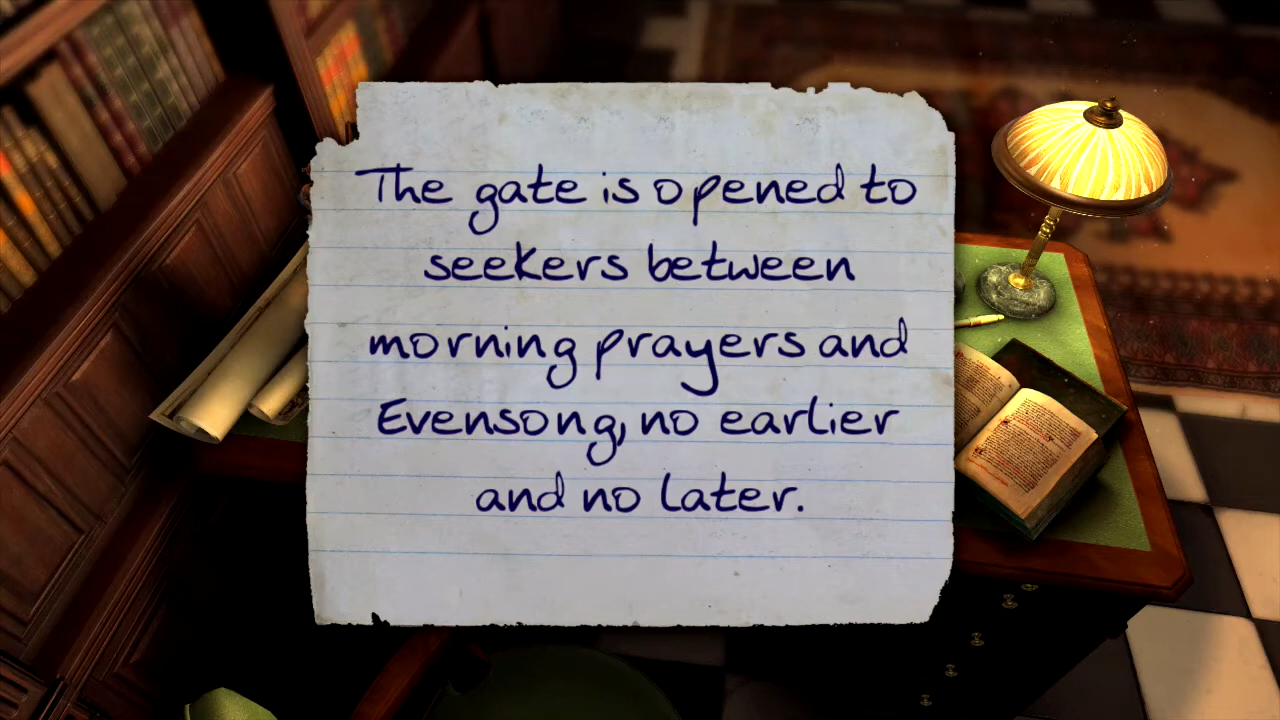 The gate is opened to
seekers between
morning prayers and
Evensong, no earlier
and no later.